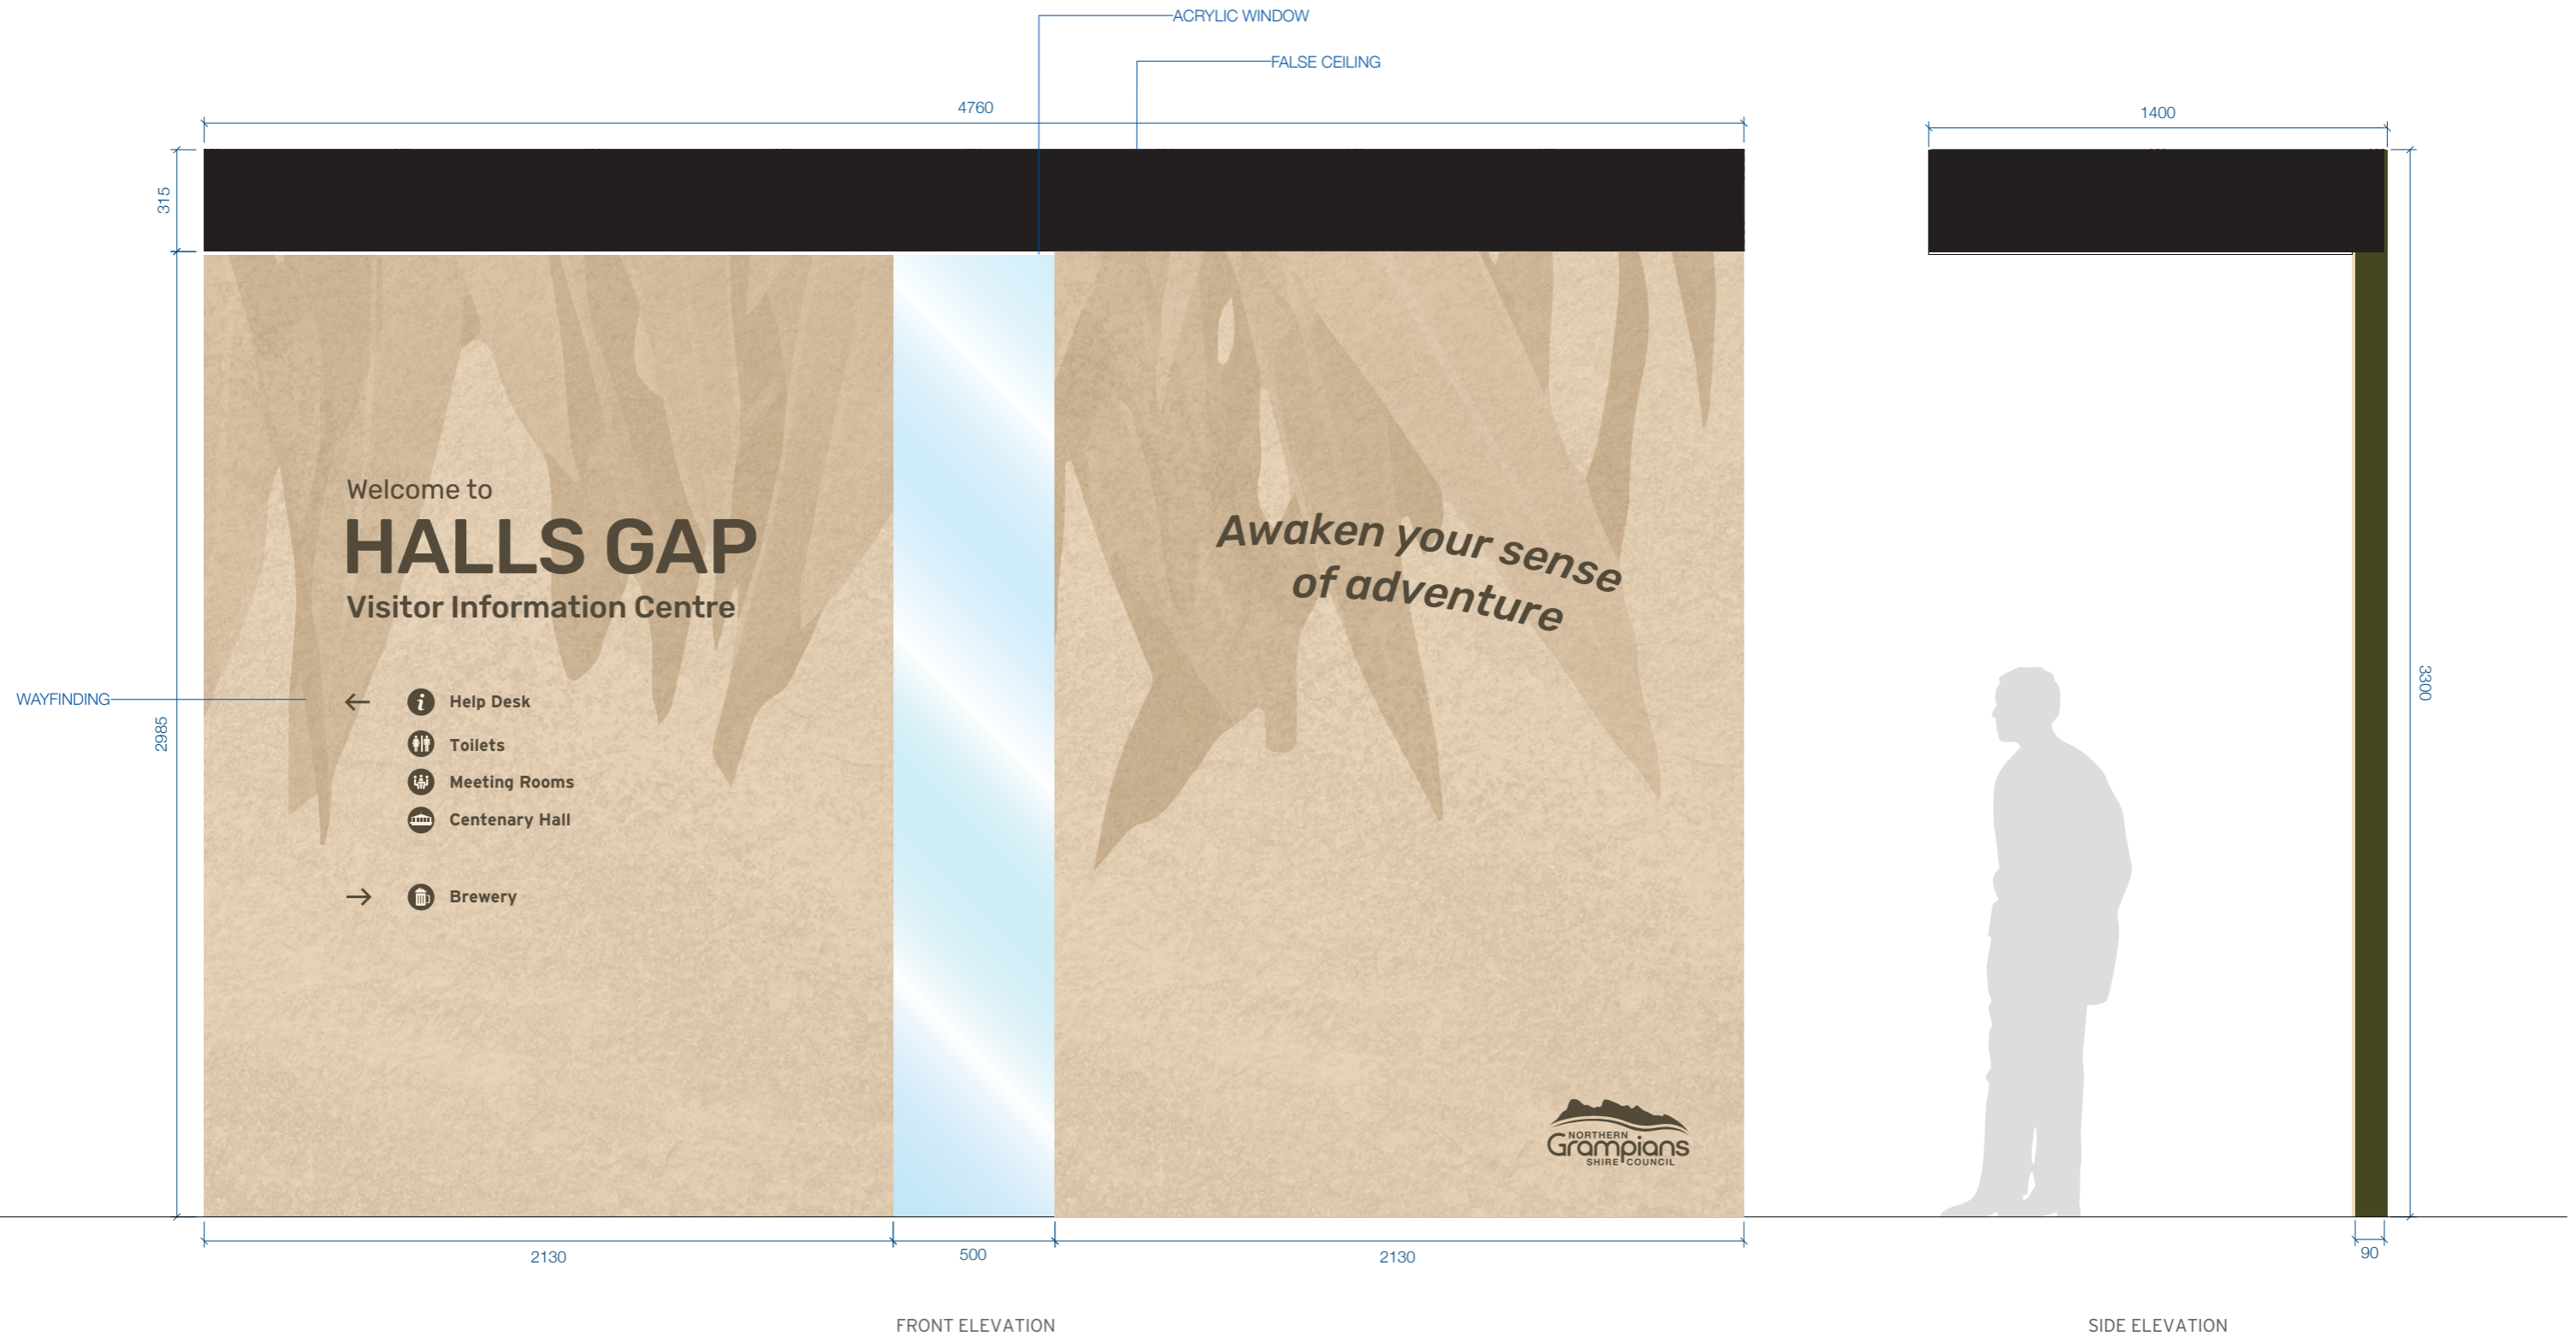 ACRYLIC WINDOW
FALSE CEILING
4760
1400
315
Welcome to
HALLS GAP
Visitor Information Centre
Awaken your sense
of adventure
WAYFINDING
2985
3300
Help Desk
Toilets
Meeting Rooms
Centenary Hall
Brewery
NORTHERN
Grampians
SHIRE COUNCIL
2130
500
2130
90
FRONT ELEVATION
SIDE ELEVATION